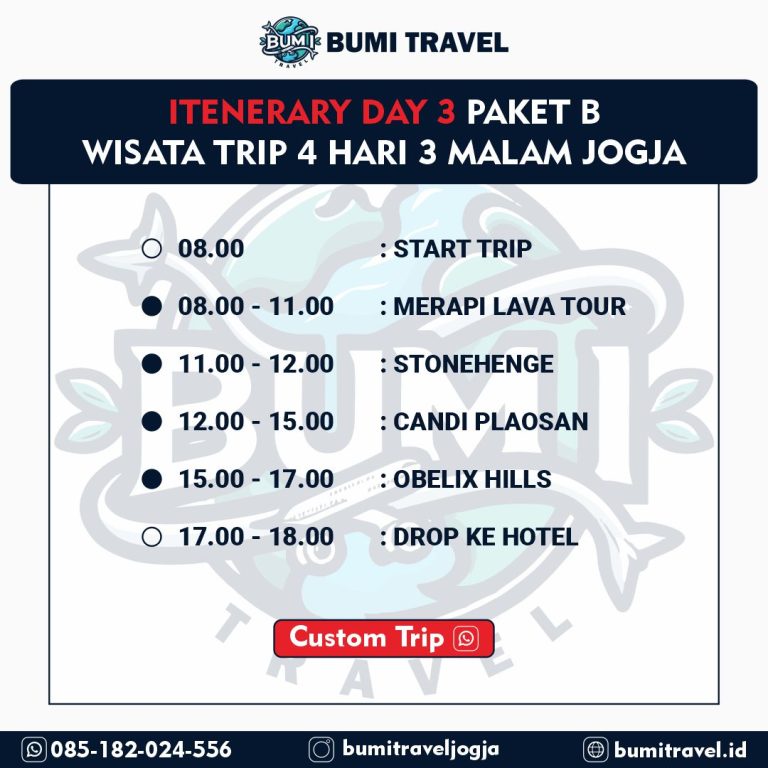 BUMI TRAVEL
BUMI TRAVEL
ITENERARY DAY 3 PAKET B
WISATA TRIP 4 HARI 3 MALAM JOGJA
08.00 : START TRIP
08.00 - 11.00 : MERAPI LAVA TOUR
11.00 - 12.00 : STONEHENGE
12.00 - 15.00 : CANDI PLAOSAN
15.00 - 17.00 : OBELIX HILLS
17.00 - 18.00 : DROP KE HOTEL
BUMI
TRAVEL
Custom Trip
085-182-024-556 bumitraveljogja bumitravel.id